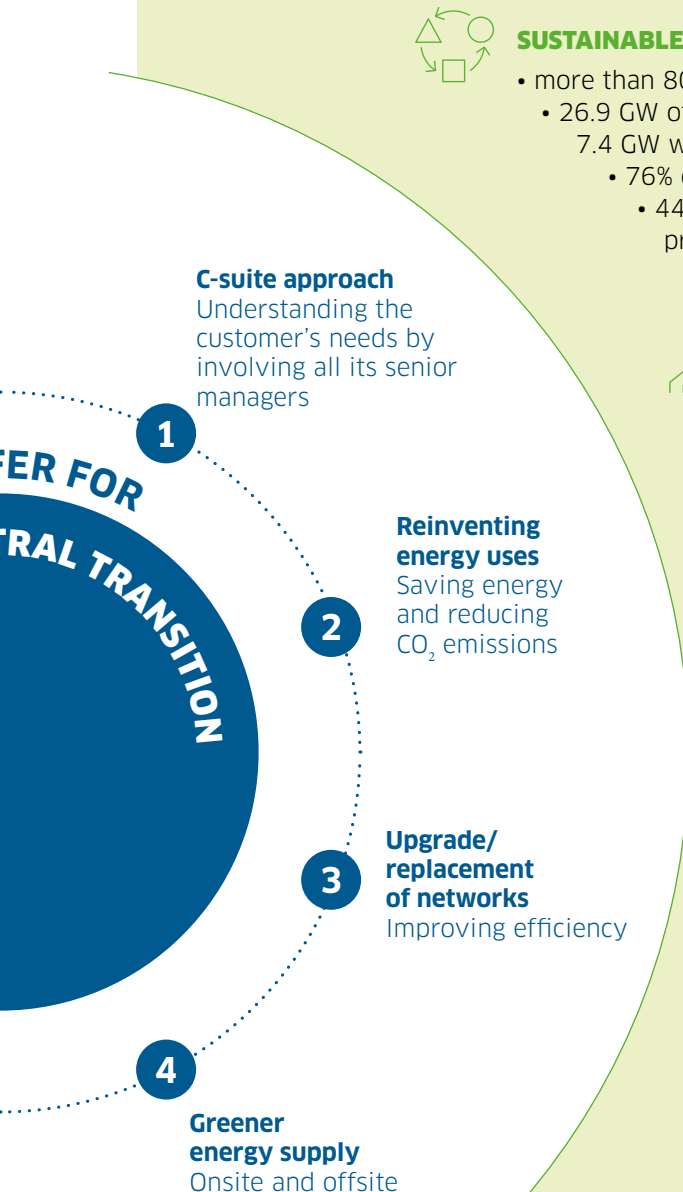 SUSTAINABLE
• more than 80
• 26.9 GW of
7.4 GW w
• 76%
• 44
pr
C-suite approach
Understanding the
customer’s needs by
involving all its senior
managers
1
FER FOR
TRAL TRANSITION
Reinventing
energy uses
Saving energy
and reducing
CO₂ emissions
2
Upgrade/
replacement
of networks
Improving efficiency
3
4
Greener
energy supply
Onsite and offsite